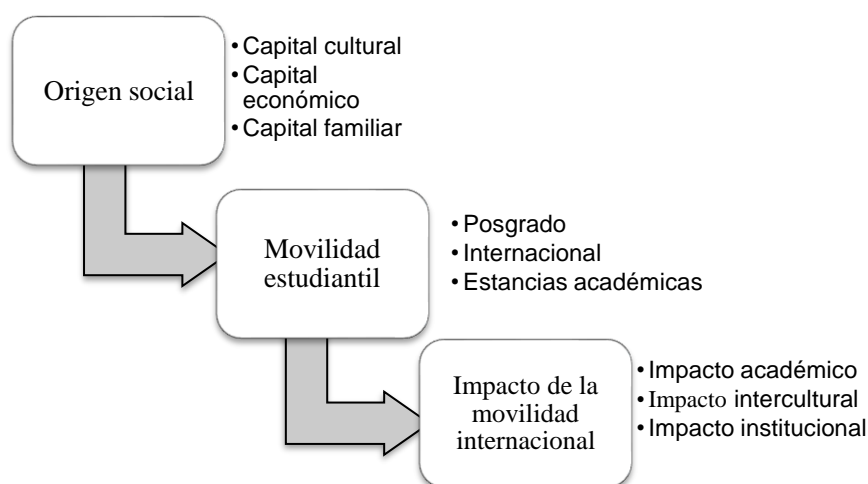 Origen social
• Capital cultural
• Capital
económico
• Capital familiar
Movilidad
estudiantil
• Posgrado
• Internacional
• Estancias académicas
Impacto de la
movilidad
internacional
• Impacto académico
• Impacto intercultural
• Impacto institucional